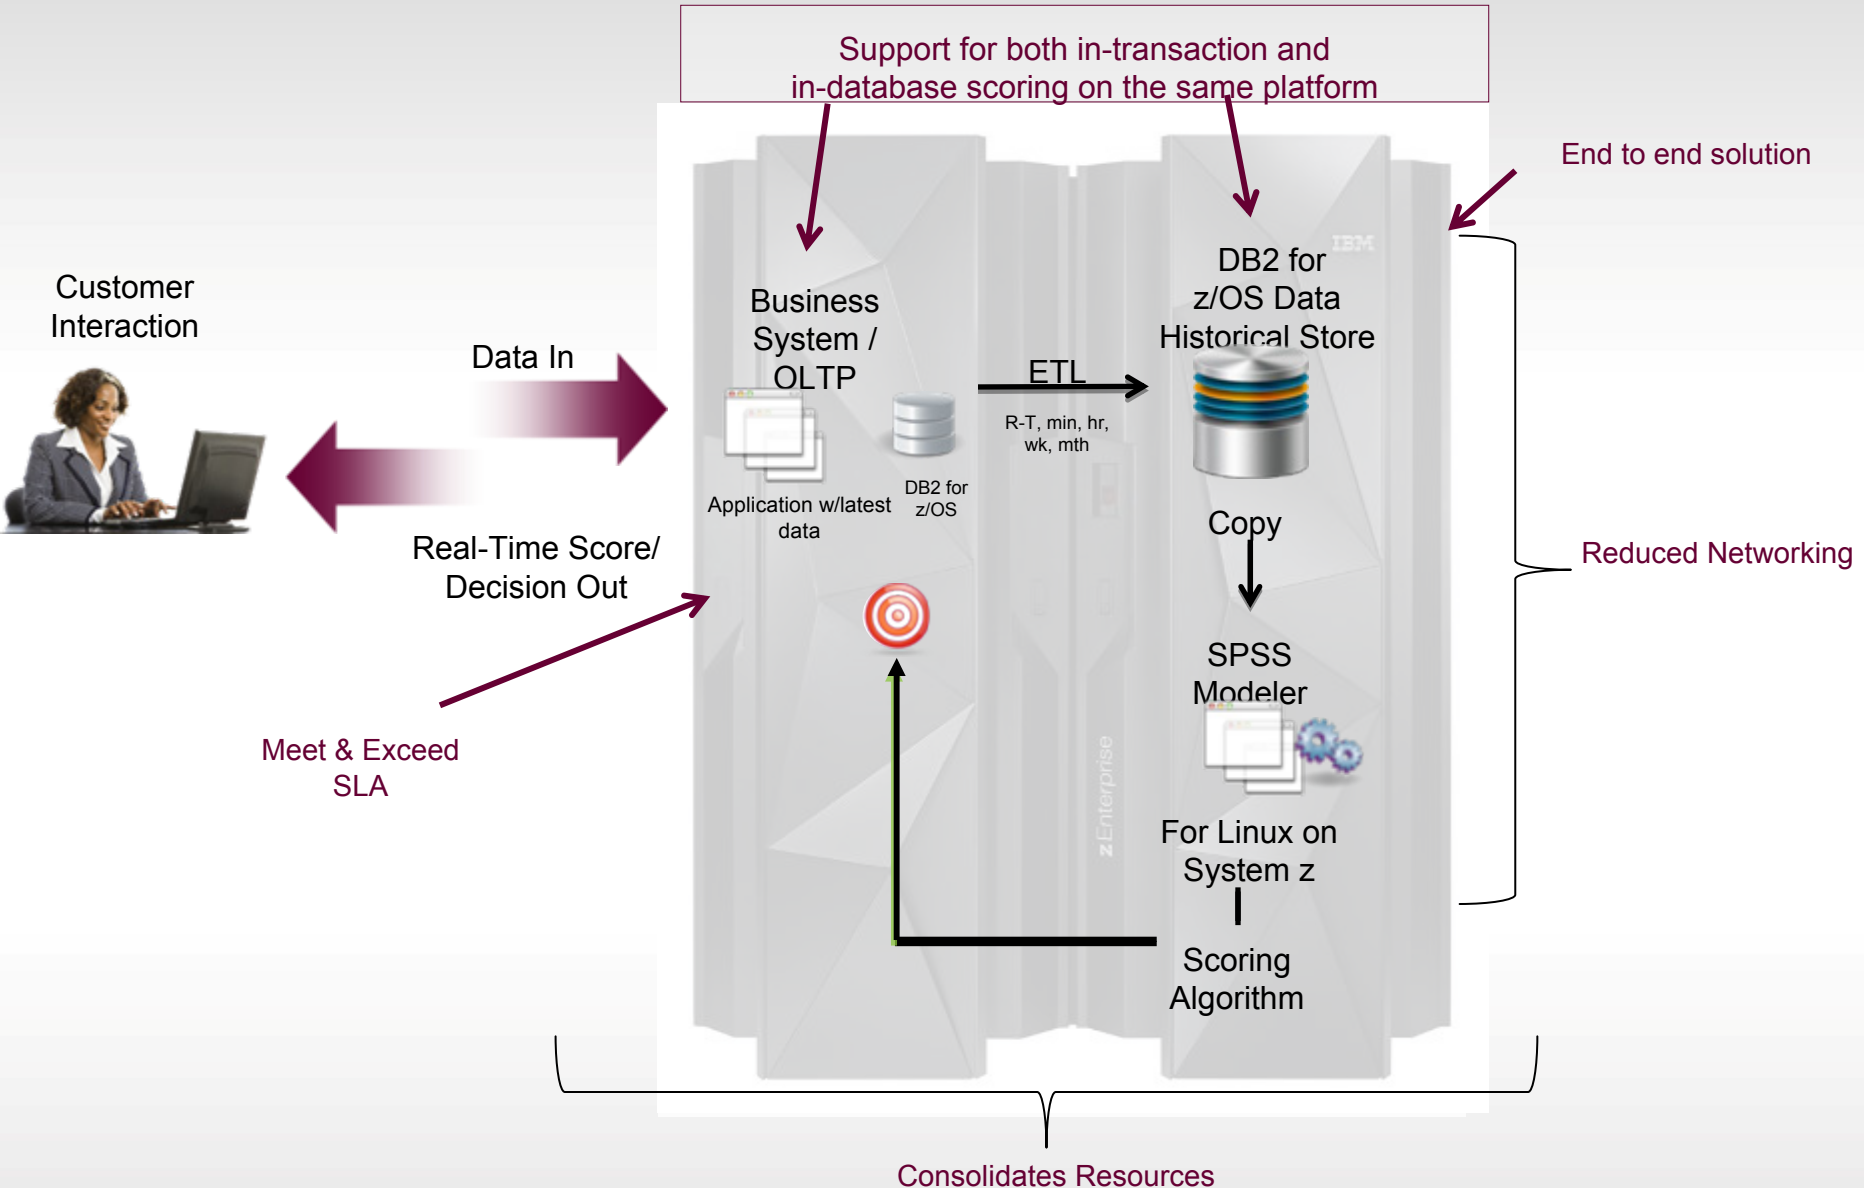 Support for both in-transaction and
in-database scoring on the same platform
End to end solution
IBM
Customer
Interaction
Data In
Business
System /
OLTP
ETL
R-T, min, hr,
wk, mth
DB2 for
z/OS Data
Historical Store
Application w/latest
data
DB2 for
z/OS
Copy
Real-Time Score/
Decision Out
Reduced Networking
SPSS
Modeler
Meet & Exceed
SLA
zEnterprise
For Linux on
System z
Scoring
Algorithm
Consolidates Resources